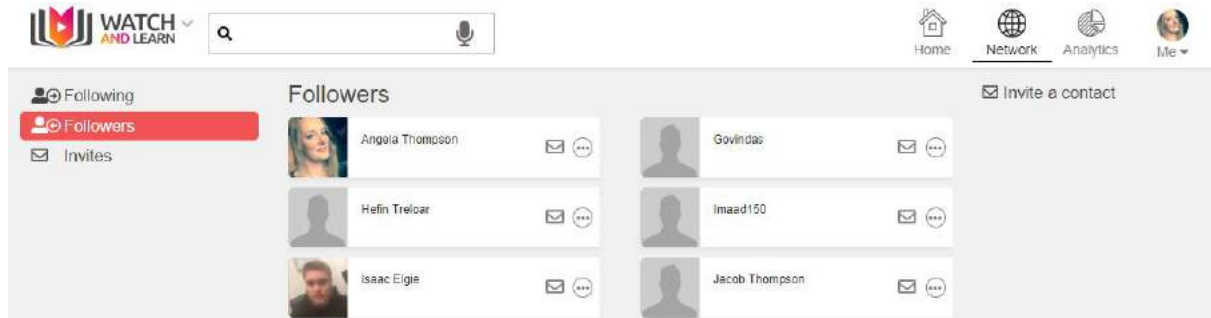 WATCH
AND LEARN
Home
Network
Analytics
Me
Following
Followers
Invites
Followers
Invite a contact
Angela Thompson
Govindas
Hefin Treloar
Imaad150
Isaac Elgie
Jacob Thompson